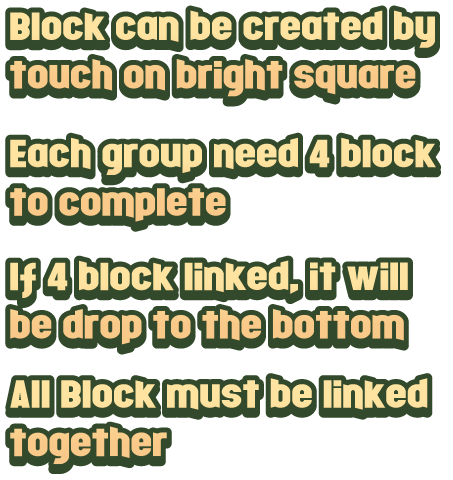 Block can be created by
touch on bright square
Each group need 4 block
to complete
If 4 block linked, it will
be drop to the bottom
All Block must be linked
together